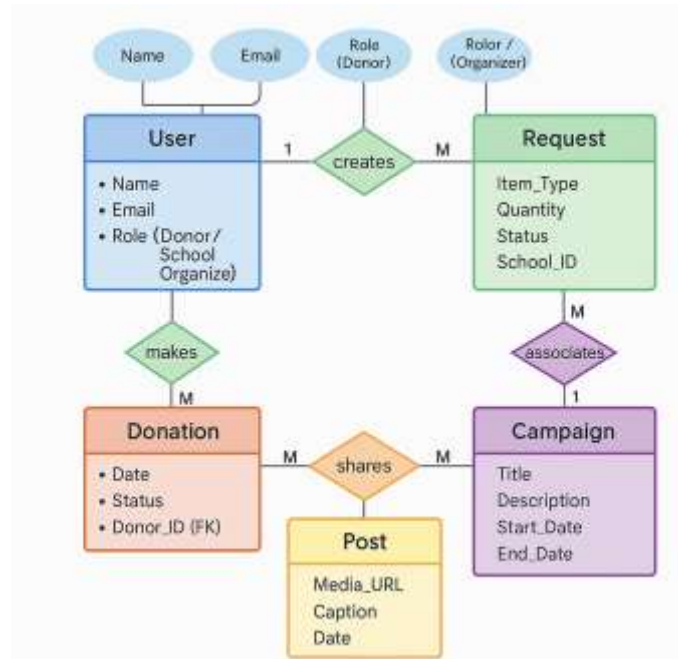 Name
Email
Role
(Donor)
Rolor /
(Organizer)
User
• Name
• Email
• Role (Donor/
School
Organize)
1
creates
M
Request
Item_Type
Quantity
Status
School_ID
makes
M
M
associates
1
Donation
• Date
• Status
• Donor_ID (FK)
M
shares
M
Campaign
Title
Description
Start_Date
End_Date
Post
Media_URL
Caption
Date